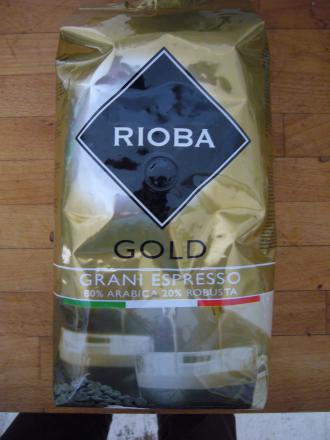 RIOBA
GOLD
GRANI ESPRESSO
80% ARABICA 20% ROBUSTA